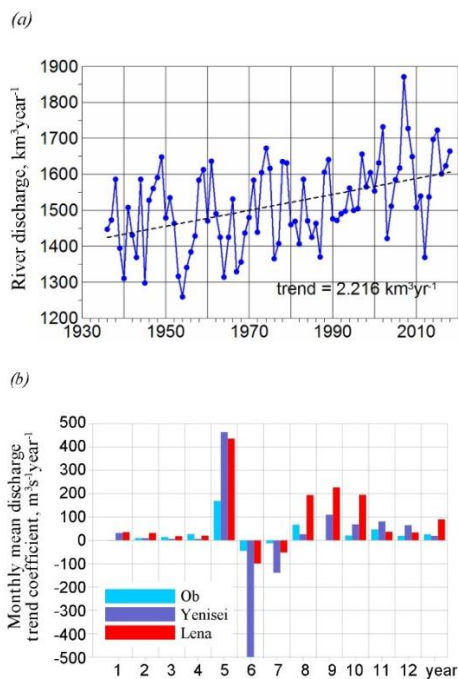 (a)
River discharge, km³year⁻¹
1900
1800
1700
1600
1500
1400
1300
1200
trend = 2.216 km³yr⁻¹
1930 1950 1970 1990 2010
(b)
Monthly mean discharge
trend coefficient, m³s⁻¹year⁻¹
500
400
300
200
100
0
-100
-200
-300
-400
-500
Ob
Yenisei
Lena
1 2 3 4 5 6 7 8 9 10 11 12 year